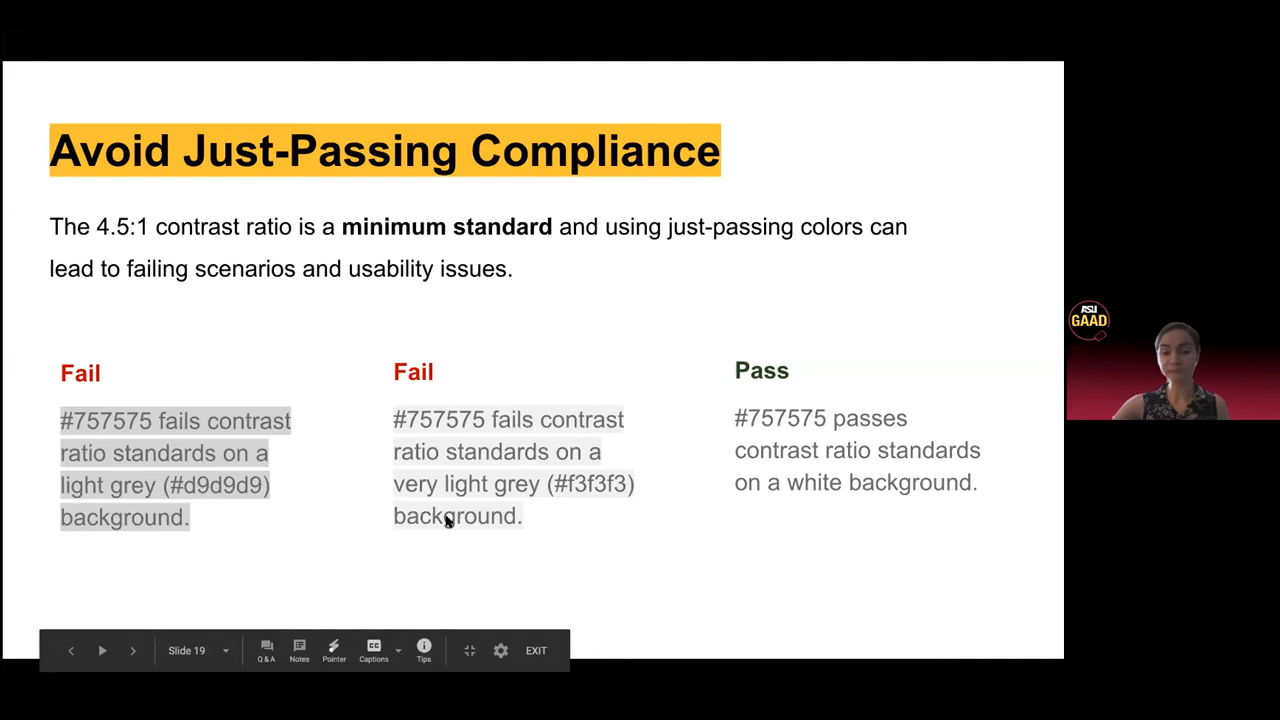 Avoid Just-Passing Compliance
The 4.5:1 contrast ratio is a minimum standard and using just-passing colors can
lead to failing scenarios and usability issues.
Fail
#757575 fails contrast
ratio standards on a
light grey (#d9d9d9)
background.
Fail
#757575 fails contrast
ratio standards on a
very light grey (#f3f3f3)
background.
Pass
#757575 passes
contrast ratio standards
on a white background.
ASU
GAAD
Slide 19
Q & A
Notes
Pointer
CC
Captions
Tips
EXIT